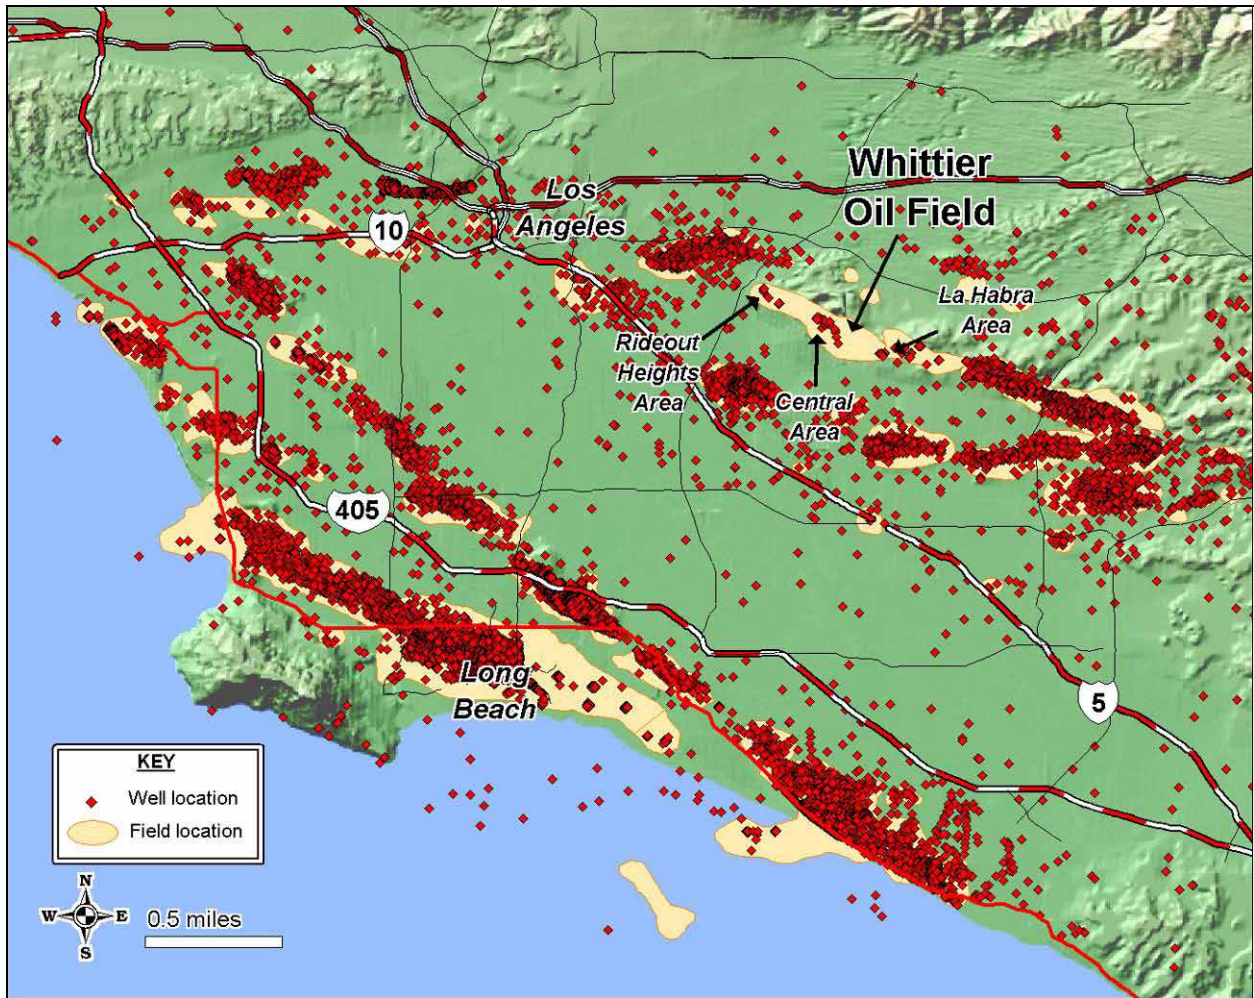 Whittier
Oil Field
Los
Angeles
10
La Habra
Area
Rideout
Heights
Area
Central
Area
405
Long
Beach
5
KEY
Well location
Field location
N
W E
S
0.5 miles